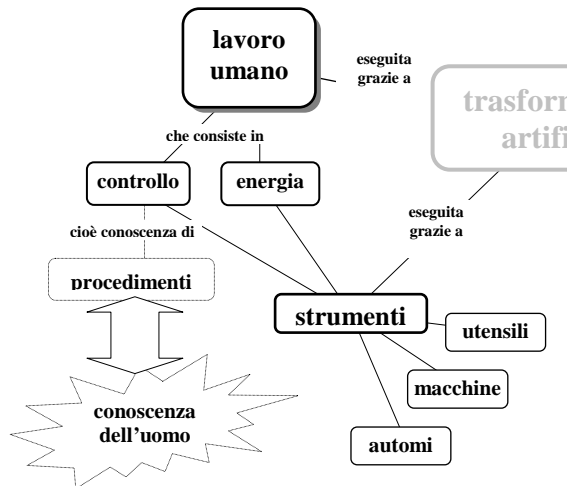 lavoro
umano
eseguita
grazie a
che consiste in
controllo
energia
eseguita
grazie a
cioè conoscenza di
procedimenti
strumenti
utensili
macchine
conoscenza
dell'uomo
automi